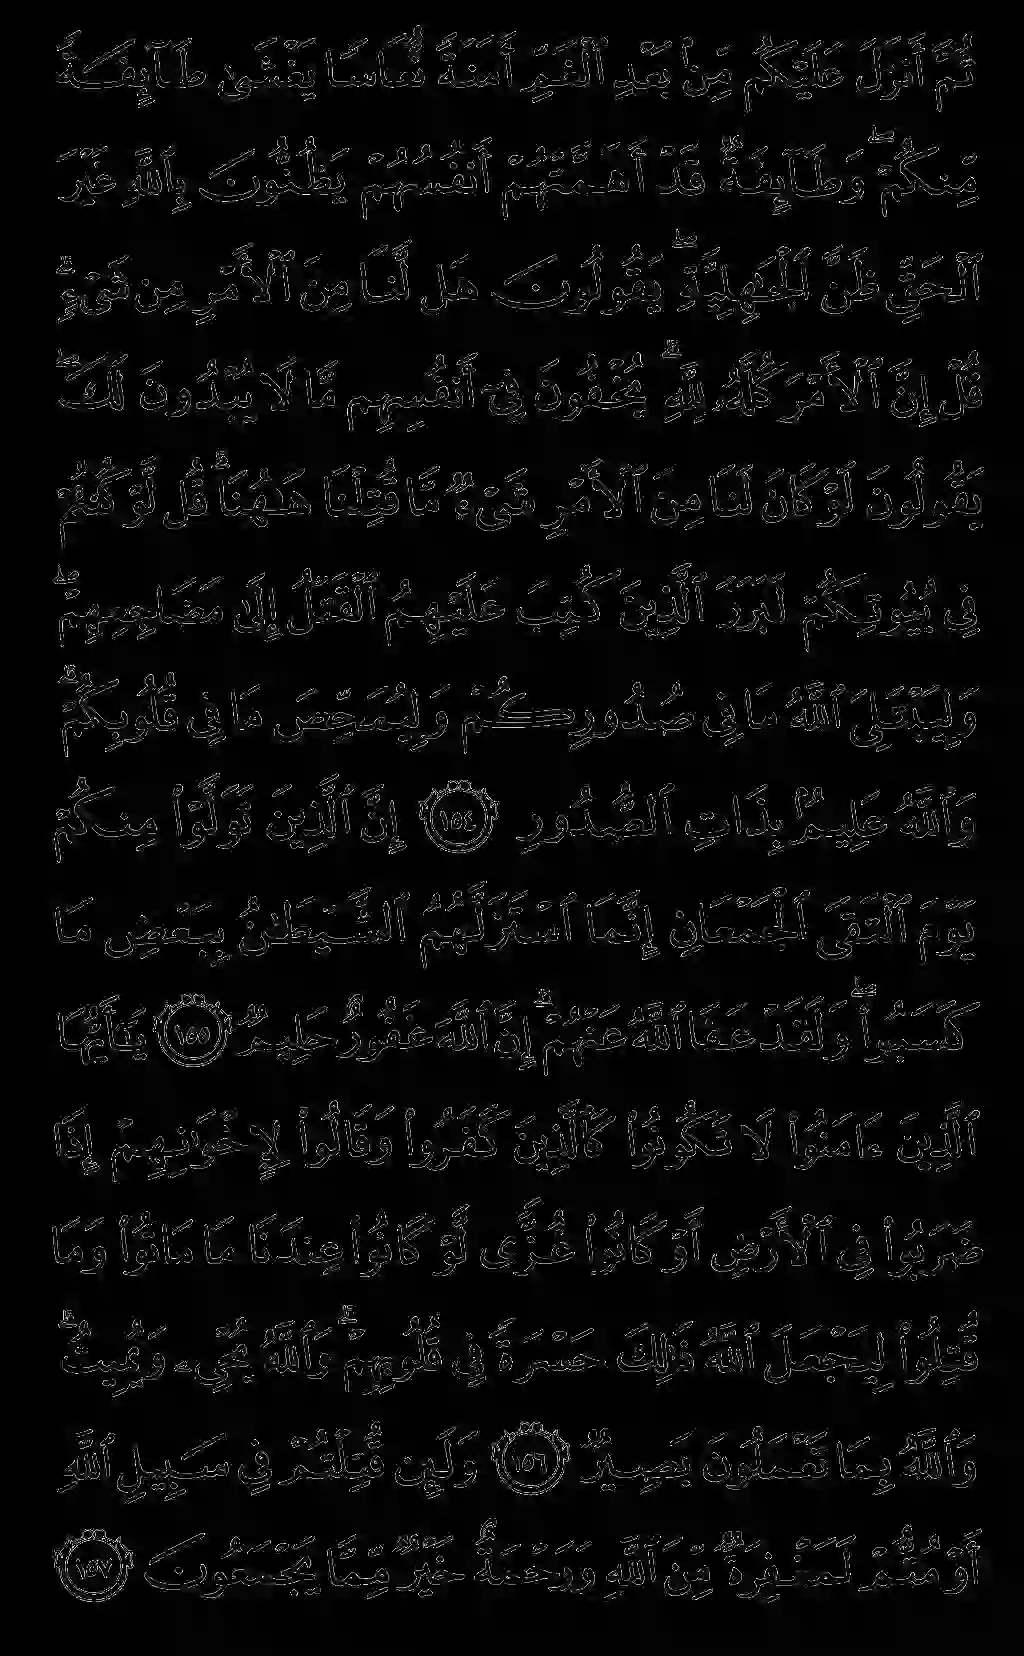 ثُمَّ أَنزَلَ عَلَيْكُم مِّنۢ بَعْدِ ٱلْغَمِّ أَمَنَةً نُّعَاسًا يَغْشَىٰ طَآئِفَةً
مِّنكُمْ ۖ وَطَآئِفَةٌ قَدْ أَهَمَّتْهُمْ أَنفُسُهُمْ يَظُنُّونَ بِٱللَّهِ غَيْرَ
ٱلْحَقِّ ظَنَّ ٱلْجَٰهِلِيَّةِ ۖ يَقُولُونَ هَل لَّنَا مِنَ ٱلْأَمْرِ مِن شَىْءٍ ۗ
قُلْ إِنَّ ٱلْأَمْرَ كُلَّهُۥ لِلَّهِ ۗ يُخْفُونَ فِىٓ أَنفُسِهِم مَّا لَا يُبْدُونَ لَكَ ۖ
يَقُولُونَ لَوْ كَانَ لَنَا مِنَ ٱلْأَمْرِ شَىْءٌ مَّا قُتِلْنَا هَٰهُنَا ۗ قُل لَّوْ كُنتُمْ
فِى بُيُوتِكُمْ لَبَرَزَ ٱلَّذِينَ كُتِبَ عَلَيْهِمُ ٱلْقَتْلُ إِلَىٰ مَضَاجِعِهِمْ ۖ
وَلِيَبْتَلِىَ ٱللَّهُ مَا فِى صُدُورِكُمْ وَلِيُمَحِّصَ مَا فِى قُلُوبِكُمْ ۗ
وَٱللَّهُ عَلِيمٌۢ بِذَاتِ ٱلصُّدُورِ ١٥٤ إِنَّ ٱلَّذِينَ تَوَلَّوْا۟ مِنكُمْ
يَوْمَ ٱلْتَقَى ٱلْجَمْعَانِ إِنَّمَا ٱسْتَزَلَّهُمُ ٱلشَّيْطَٰنُ بِبَعْضِ مَا
كَسَبُوا۟ ۖ وَلَقَدْ عَفَا ٱللَّهُ عَنْهُمْ ۗ إِنَّ ٱللَّهَ غَفُورٌ حَلِيمٌ ١٥٥ يَٰٓأَيُّهَا
ٱلَّذِينَ ءَامَنُوا۟ لَا تَكُونُوا۟ كَٱلَّذِينَ كَفَرُوا۟ وَقَالُوا۟ لِإِخْوَٰنِهِمْ إِذَا
ضَرَبُوا۟ فِى ٱلْأَرْضِ أَوْ كَانُوا۟ غُزًّى لَّوْ كَانُوا۟ عِندَنَا مَا مَاتُوا۟ وَمَا
قُتِلُوا۟ لِيَجْعَلَ ٱللَّهُ ذَٰلِكَ حَسْرَةً فِى قُلُوبِهِمْ ۗ وَٱللَّهُ يُحْىِۦ وَيُمِيتُ ۗ
وَٱللَّهُ بِمَا تَعْمَلُونَ بَصِيرٌ ١٥٦ وَلَئِن قُتِلْتُمْ فِى سَبِيلِ ٱللَّهِ
أَوْ مُتُّمْ لَمَغْفِرَةٌ مِّنَ ٱللَّهِ وَرَحْمَةٌ خَيْرٌ مِّمَّا يَجْمَعُونَ ١٥٧